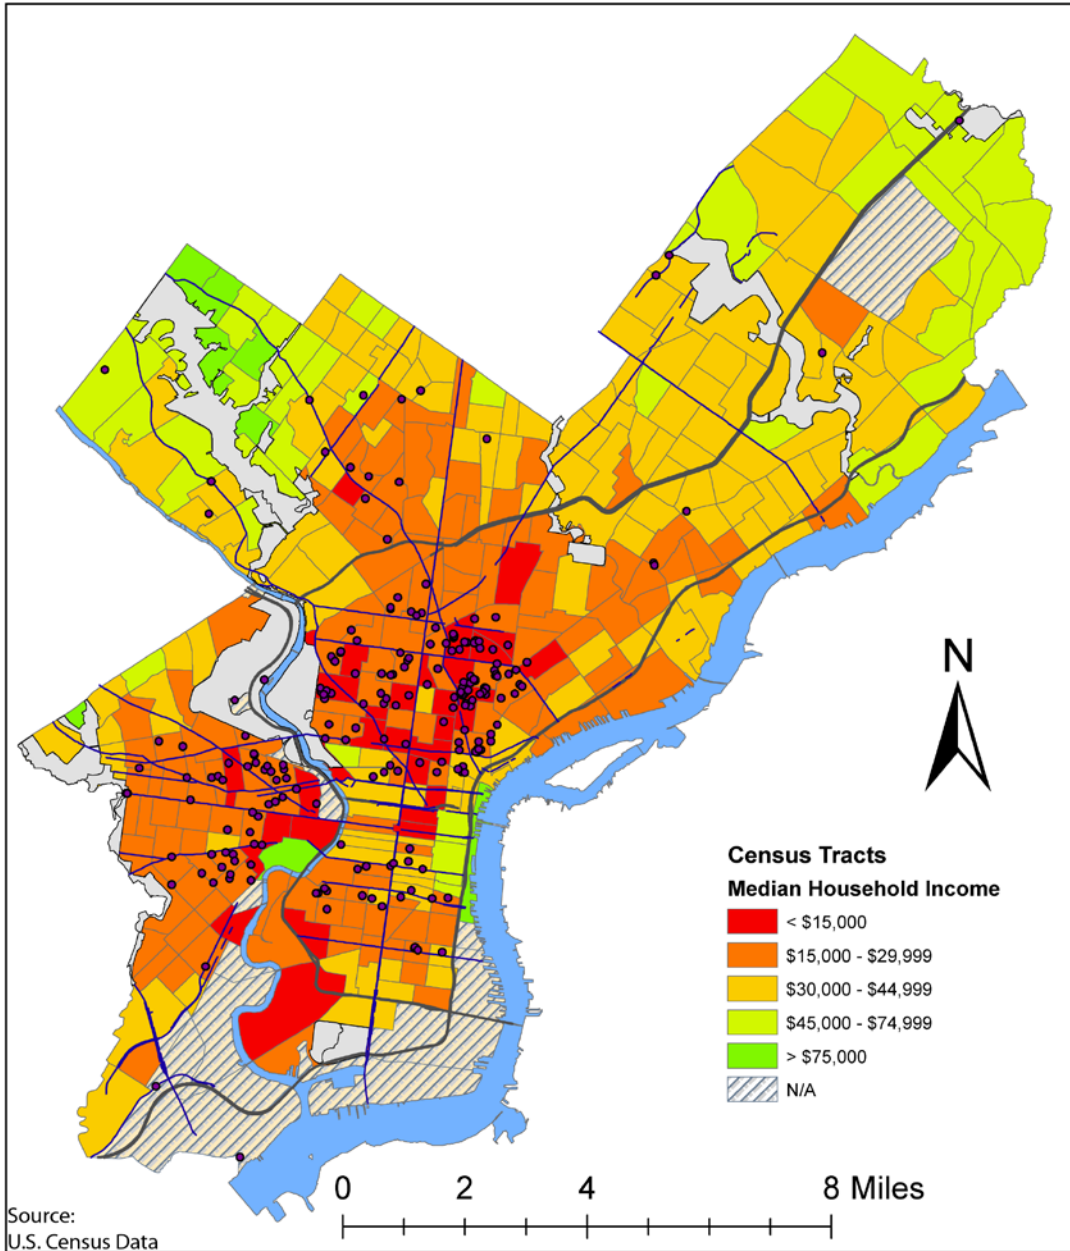 N
Census Tracts
Median Household Income
< $15,000
$15,000 - $29,999
$30,000 - $44,999
$45,000 - $74,999
> $75,000
N/A
0 2 4 8 Miles
Source:
U.S. Census Data